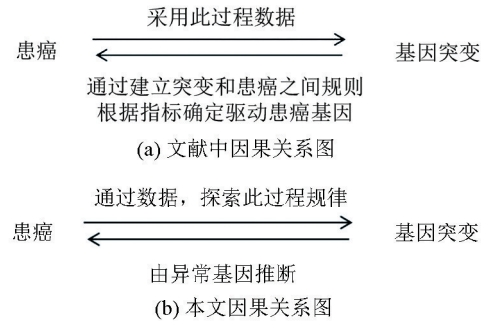 采用此过程数据
患癌 基因突变
通过建立突变和患癌之间规则
根据指标确定驱动患癌基因
(a) 文献中因果关系图
通过数据，探索此过程规律
患癌 基因突变
由异常基因推断
(b) 本文因果关系图